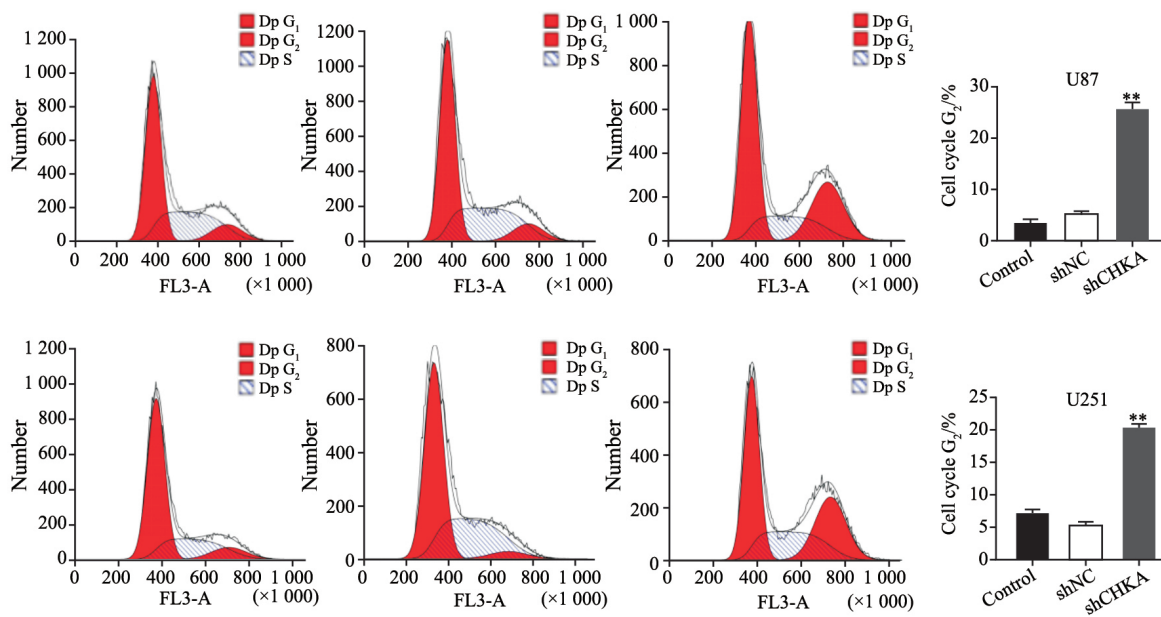 Dp G₁
Dp G₂
Dp S
Number
1 200
1 000
800
600
400
200
0
0 200 400 600 800 1 000
FL3-A (×1 000)
Dp G₁
Dp G₂
Dp S
Number
1 200
1 000
800
600
400
200
0
0 200 400 600 800 1 000
FL3-A (×1 000)
Dp G₁
Dp G₂
Dp S
Number
1 000
800
600
400
200
0
0 200 400 600 800 1 000
FL3-A (×1 000)
U87
Cell cycle G₂/%
30
20
10
0
**
Control
shNC
shCHKA
Dp G₁
Dp G₂
Dp S
Number
1 200
1 000
800
600
400
200
0
0 200 400 600 800 1 000
FL3-A (×1 000)
Dp G₁
Dp G₂
Dp S
Number
800
600
400
200
0
0 200 400 600 800 1 000
FL3-A (×1 000)
Dp G₁
Dp G₂
Dp S
Number
800
600
400
200
0
0 200 400 600 800 1 000
FL3-A (×1 000)
U251
Cell cycle G₂/%
25
20
15
10
5
0
**
Control
shNC
shCHKA